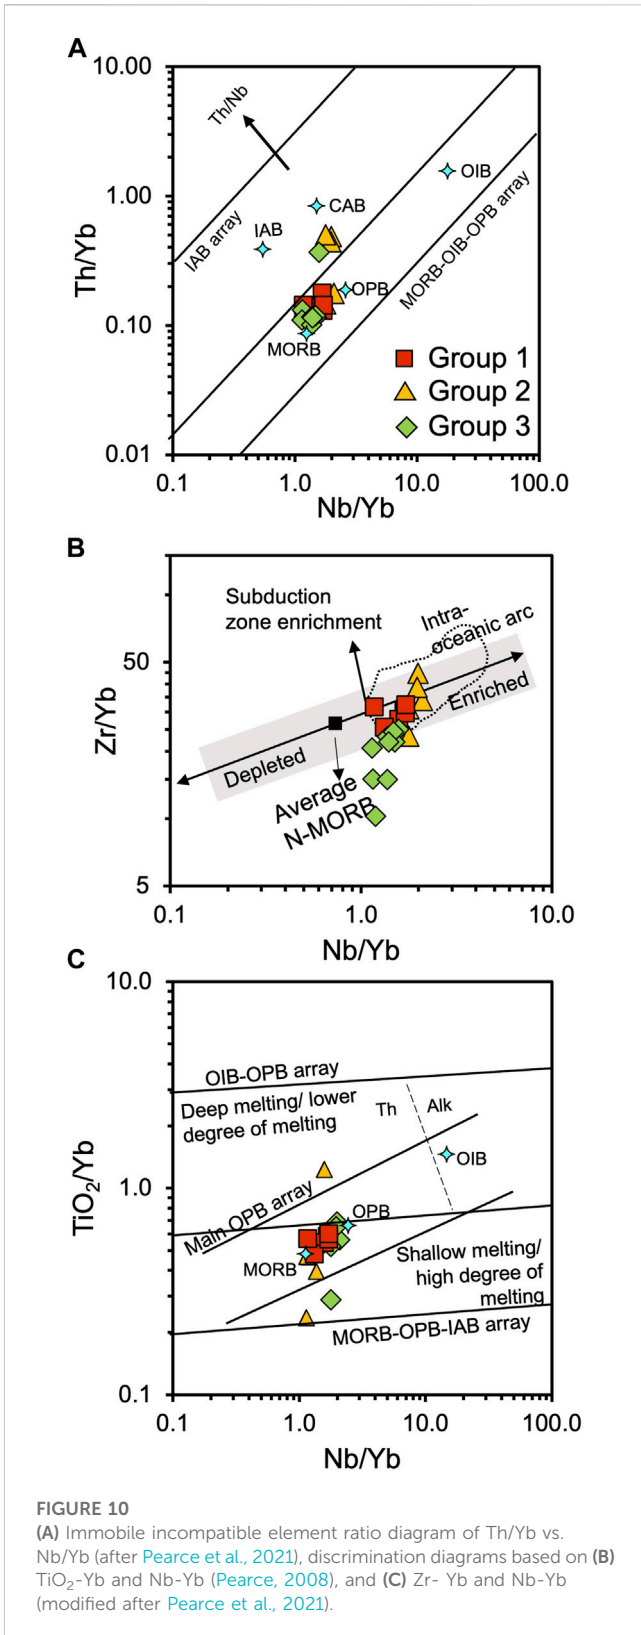 A
10.00
1.00
0.10
0.01
Th/Yb
Th/Nb
IAB array
IAB
CAB
OIB
OPB
MORB
MORB-OIB-OPB array
Group 1
Group 2
Group 3
0.1 1.0 10.0 100.0
Nb/Yb
B
50
5
Zr/Yb
Subduction
zone enrichment
Intra-
oceanic arc
Enriched
Depleted
Average
N-MORB
0.1 1.0 10.0
Nb/Yb
C
10.0
1.0
0.1
TiO₂/Yb
OIB-OPB array
Deep melting/ lower
degree of melting
Th Alk
OIB
Main OPB array
OPB
MORB
Shallow melting/
high degree of
melting
MORB-OPB-IAB array
0.1 1.0 10.0 100.0
Nb/Yb
FIGURE 10
(A) Immobile incompatible element ratio diagram of Th/Yb vs.
Nb/Yb (after Pearce et al., 2021), discrimination diagrams based on (B)
TiO₂-Yb and Nb-Yb (Pearce, 2008), and (C) Zr- Yb and Nb-Yb
(modified after Pearce et al., 2021).